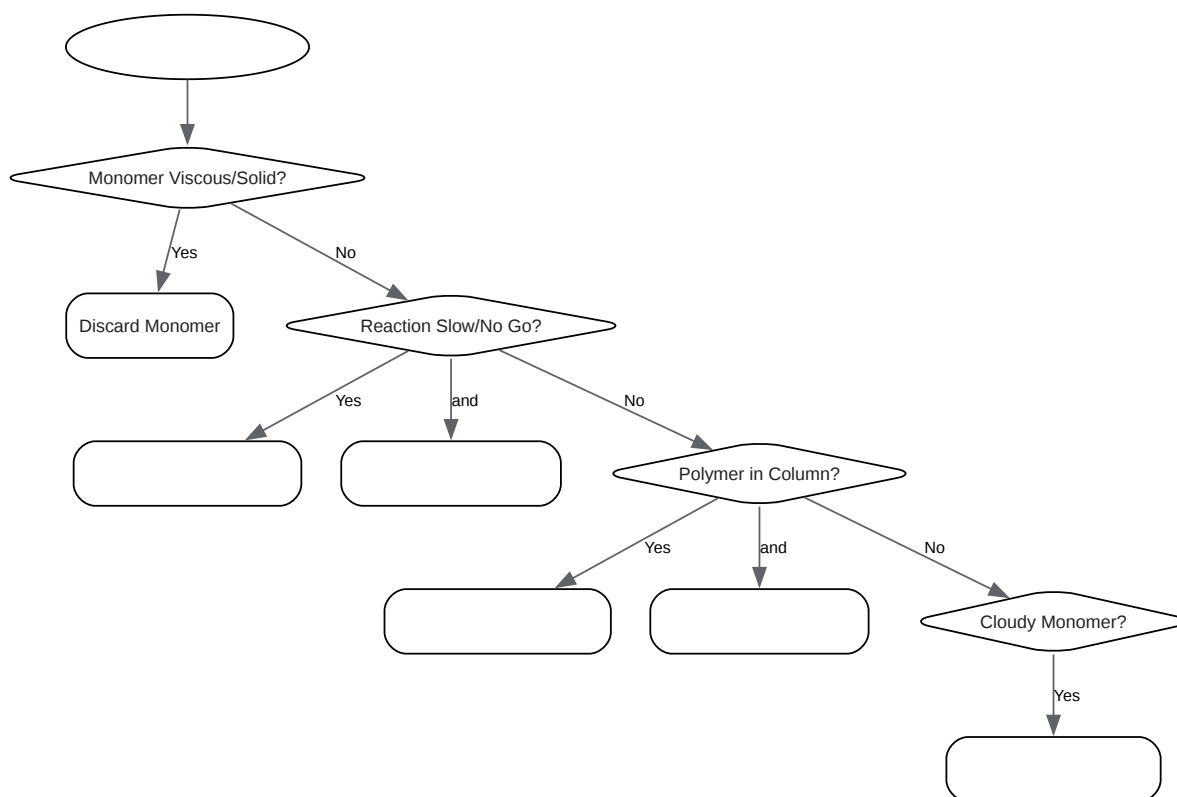 Monomer Viscous/Solid?
Yes
No
Discard Monomer
Reaction Slow/No Go?
Yes
and
No
Polymer in Column?
Yes
and
No
Cloudy Monomer?
Yes